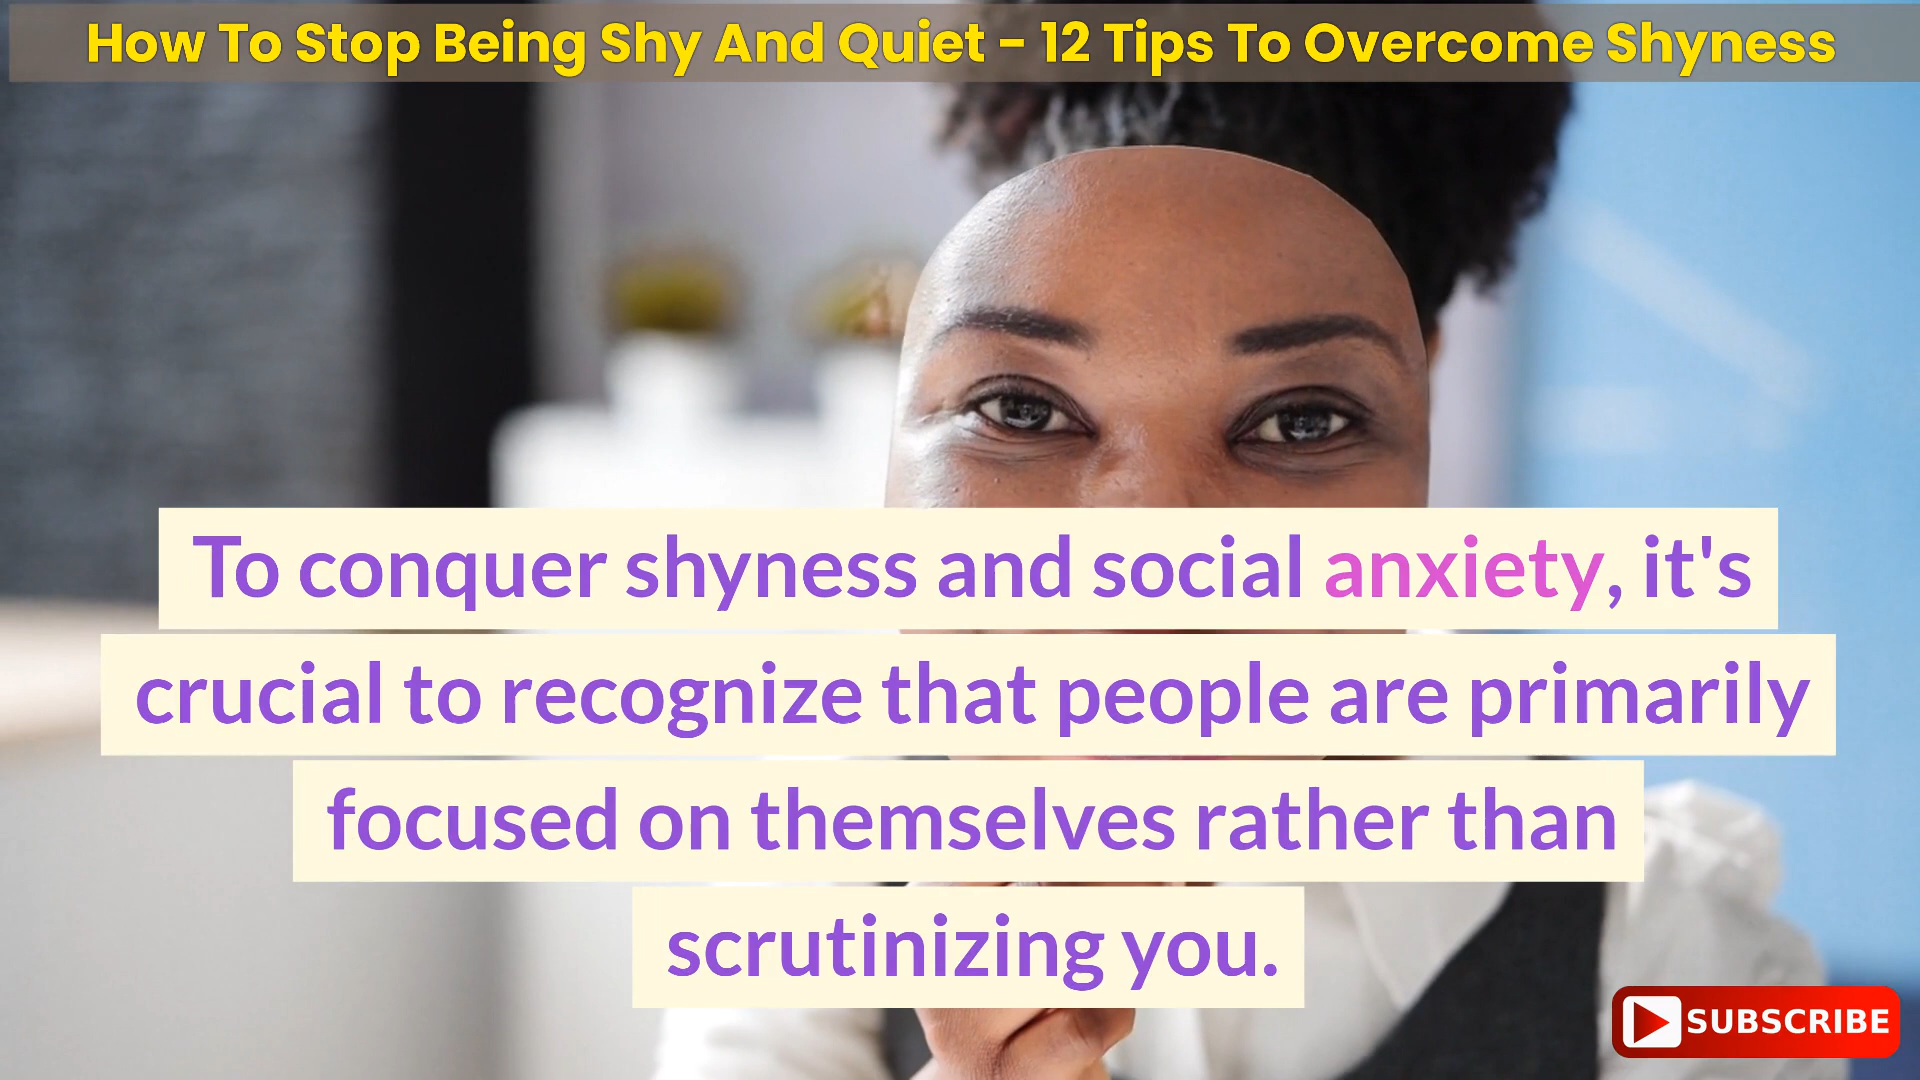 How To Stop Being Shy And Quiet - 12 Tips To Overcome Shyness
To conquer shyness and social anxiety, it's
crucial to recognize that people are primarily
focused on themselves rather than
scrutinizing you.
SUBSCRIBE